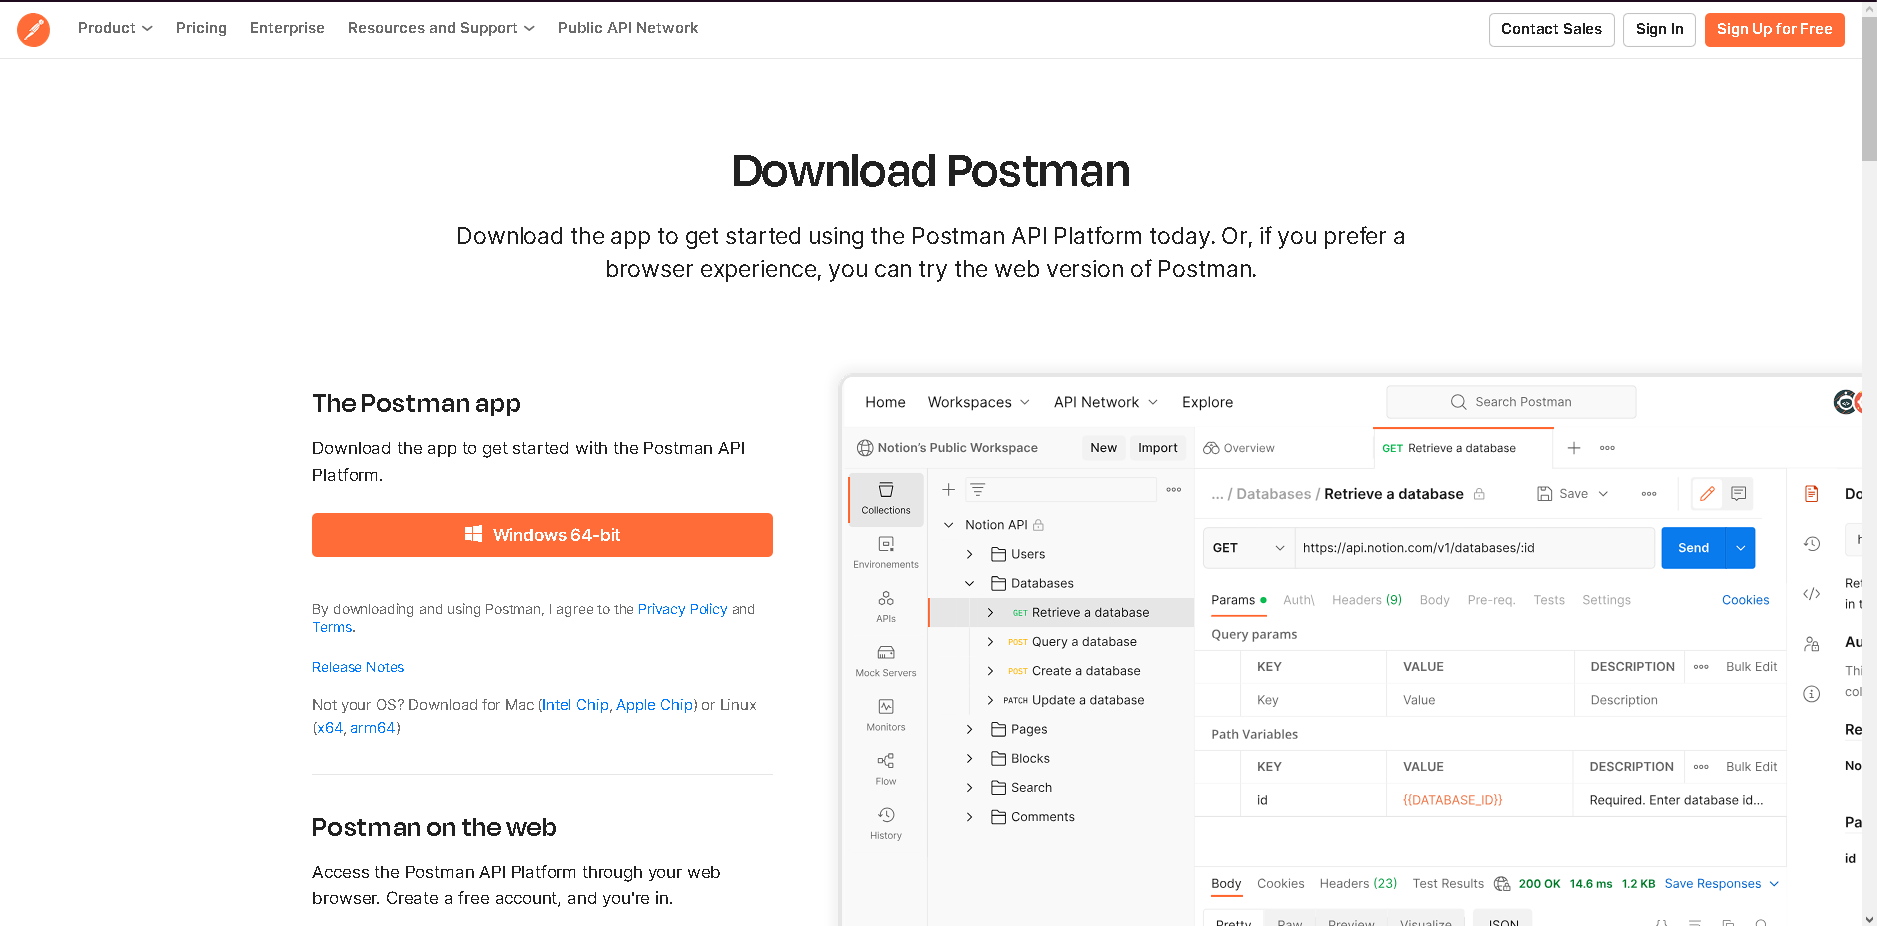 Product Pricing Enterprise Resources and Support Public API Network Contact Sales Sign In Sign Up for Free
Download Postman
Download the app to get started using the Postman API Platform today. Or, if you prefer a
browser experience, you can try the web version of Postman.
The Postman app
Download the app to get started with the Postman API
Platform.
Windows 64-bit
By downloading and using Postman, I agree to the Privacy Policy and
Terms.
Release Notes
Not your OS? Download for Mac (Intel Chip, Apple Chip) or Linux
(x64, arm64)
Postman on the web
Access the Postman API Platform through your web
browser. Create a free account, and you're in.
Home Workspaces API Network Explore Search Postman
Notion's Public Workspace New Import
Collections
Environements
APIs
Mock Servers
Monitors
Flow
History
Notion API
Users
Databases
GET Retrieve a database
POST Query a database
POST Create a database
PATCH Update a database
Pages
Blocks
Search
Comments
Overview GET Retrieve a database
... / Databases / Retrieve a database Save
GET https://api.notion.com/v1/databases/:id Send
Params Auth\ Headers (9) Body Pre-req. Tests Settings Cookies
Query params
KEY VALUE DESCRIPTION Bulk Edit
Key Value Description
Path Variables
KEY VALUE DESCRIPTION Bulk Edit
id {{DATABASE_ID}} Required. Enter database id...
Body Cookies Headers (23) Test Results 200 OK 14.6 ms 1.2 KB Save Responses
Pretty Raw Preview Visualize JSON
in t
id